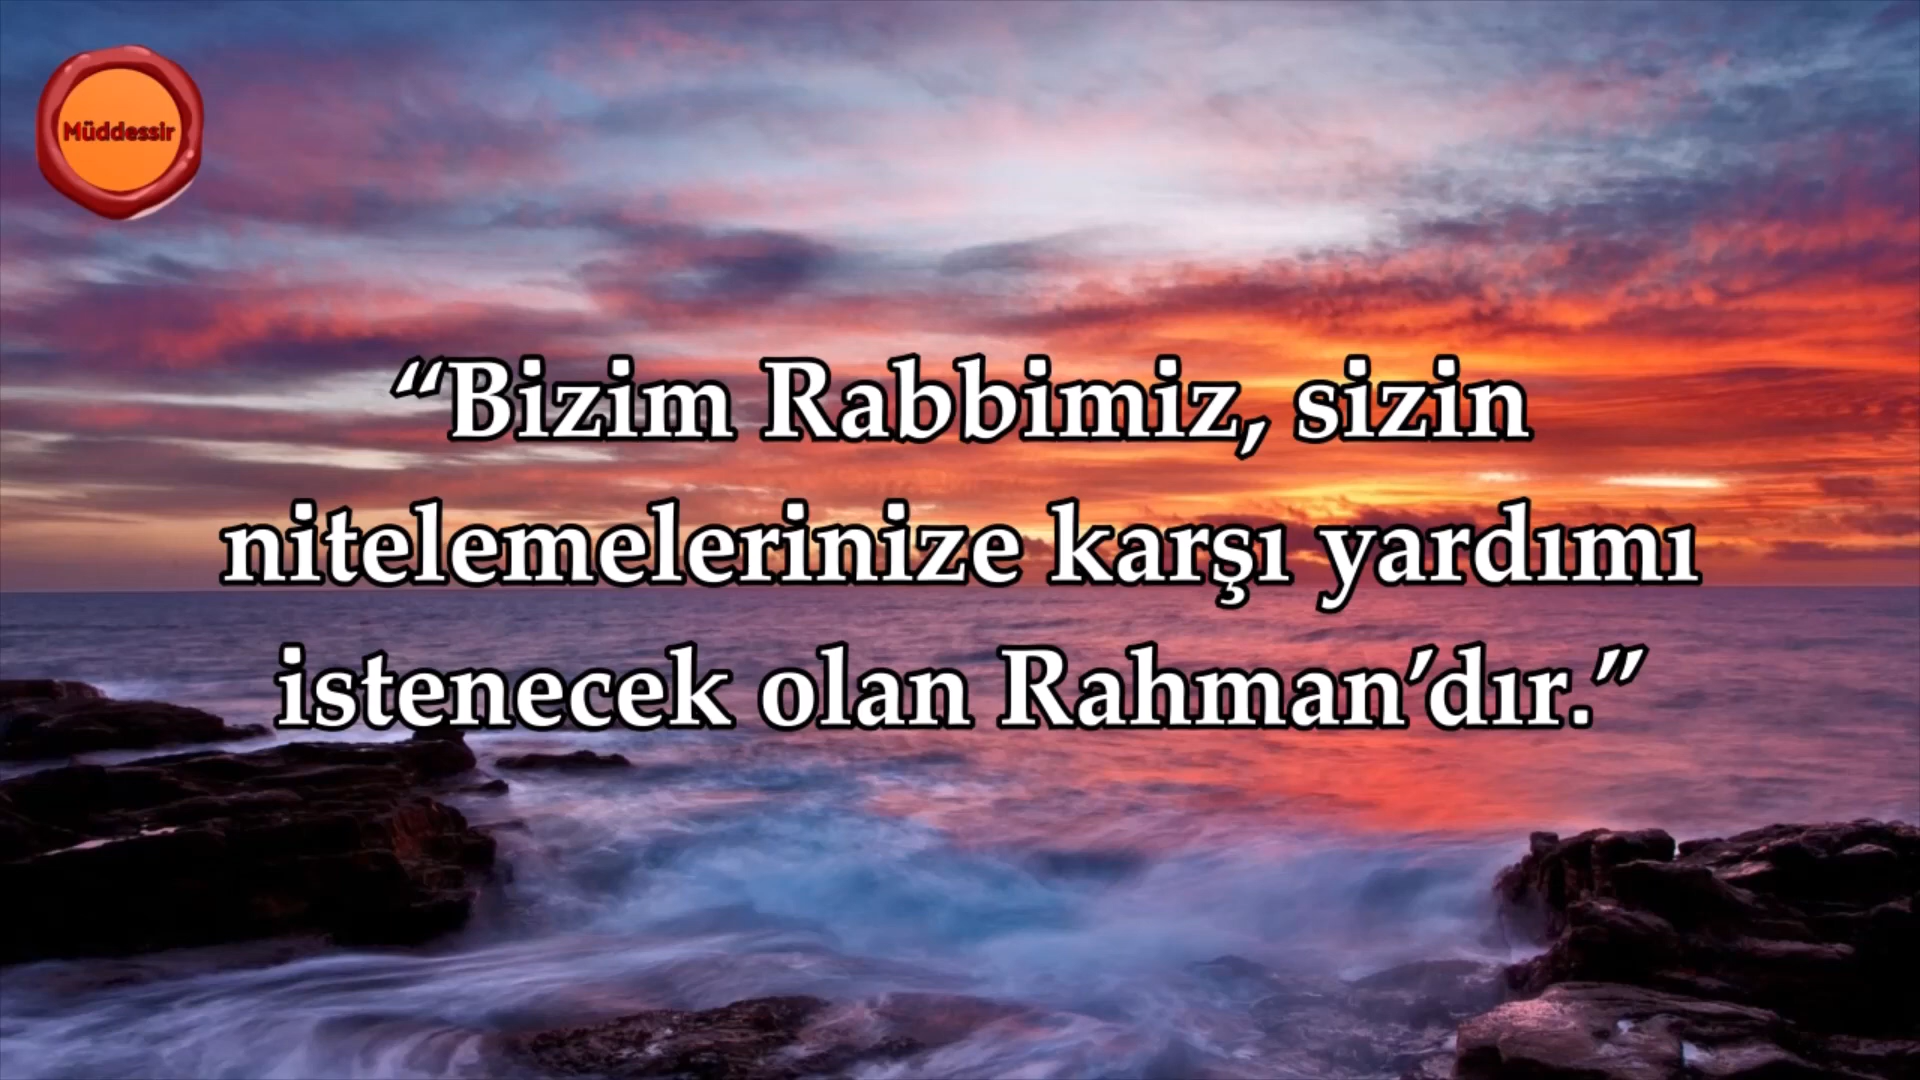 Müddessir
“Bizim Rabbimiz, sizin
nitelemelerinize karşı yardımı
istenecek olan Rahman’dır.”